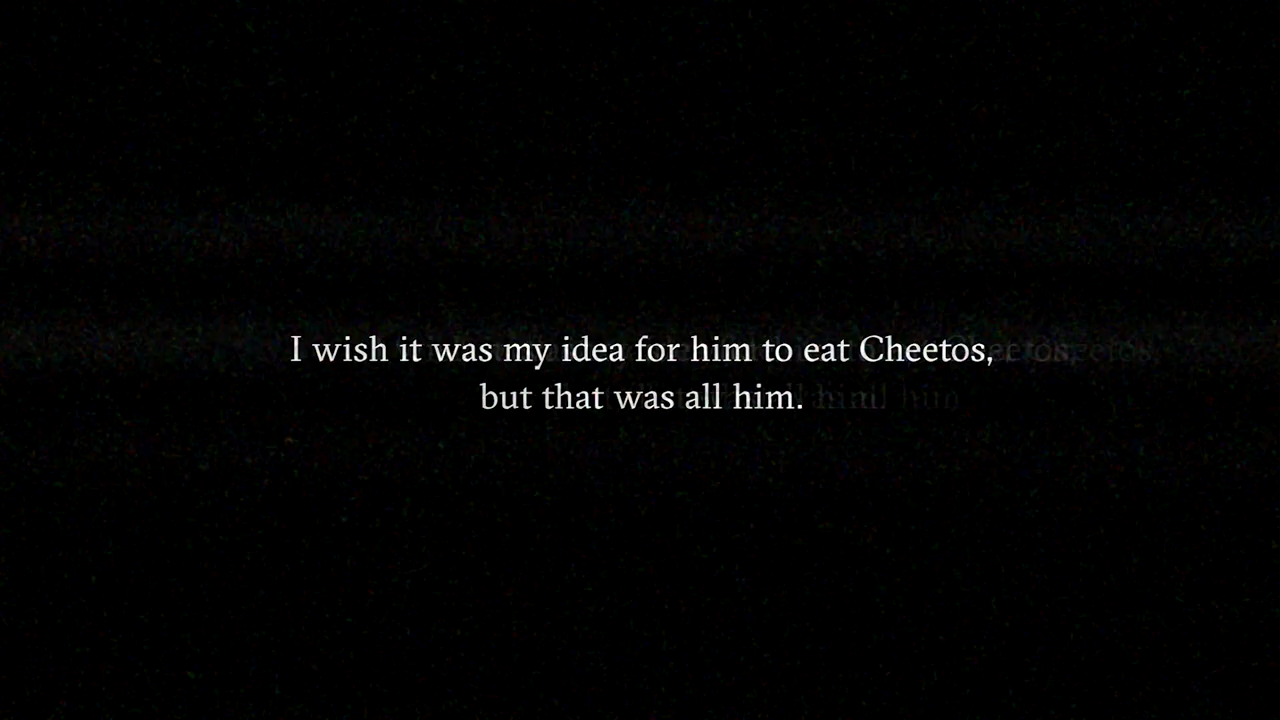 I wish it was my idea for him to eat Cheetos,
but that was all him.